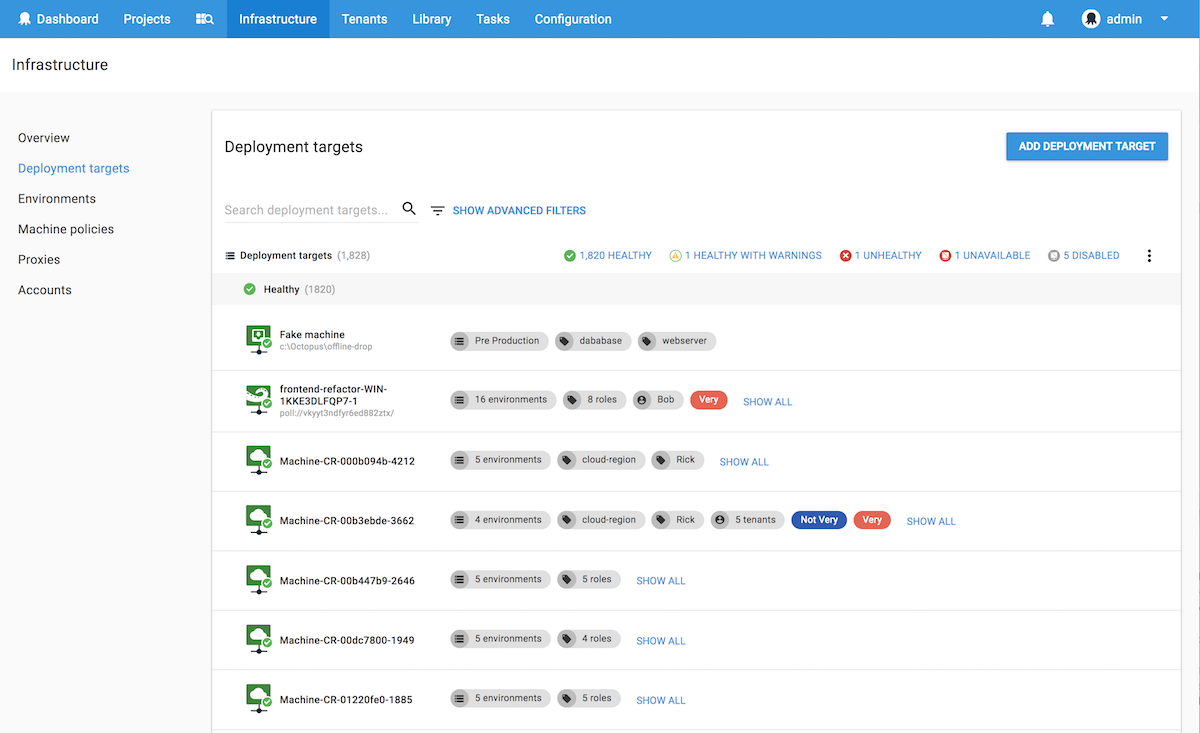 Dashboard Projects Infrastructure Tenants Library Tasks Configuration admin
Infrastructure
Overview
Deployment targets
Environments
Machine policies
Proxies
Accounts
Deployment targets
ADD DEPLOYMENT TARGET
Search deployment targets...
SHOW ADVANCED FILTERS
Deployment targets (1,828) 1,820 HEALTHY 1 HEALTHY WITH WARNINGS 1 UNHEALTHY 1 UNAVAILABLE 5 DISABLED
Healthy (1820)
Fake machine
c:\Octopus\offline-drop
Pre Production dababase webserver
frontend-refactor-WIN-
1KKE3DLFQP7-1
poll://vkyyt3ndfyr6ed882ztx/
16 environments 8 roles Bob Very SHOW ALL
Machine-CR-000b094b-4212 5 environments cloud-region Rick SHOW ALL
Machine-CR-00b3ebde-3662 4 environments cloud-region Rick 5 tenants Not Very Very SHOW ALL
Machine-CR-00b447b9-2646 5 environments 5 roles SHOW ALL
Machine-CR-00dc7800-1949 5 environments 4 roles SHOW ALL
Machine-CR-01220fe0-1885 5 environments 5 roles SHOW ALL